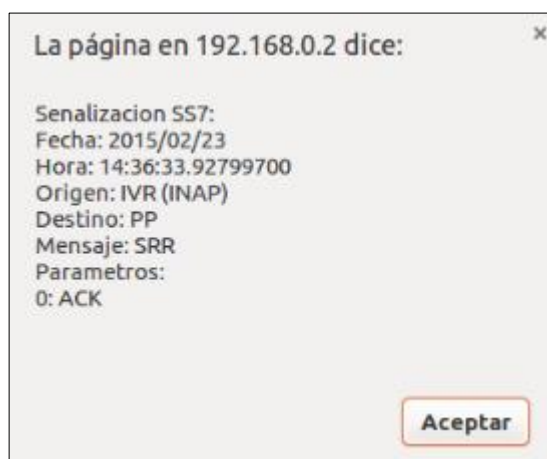 La página en 192.168.0.2 dice:
×
Senalizacion SS7:
Fecha: 2015/02/23
Hora: 14:36:33.92799700
Origen: IVR (INAP)
Destino: PP
Mensaje: SRR
Parametros:
0: ACK
Aceptar